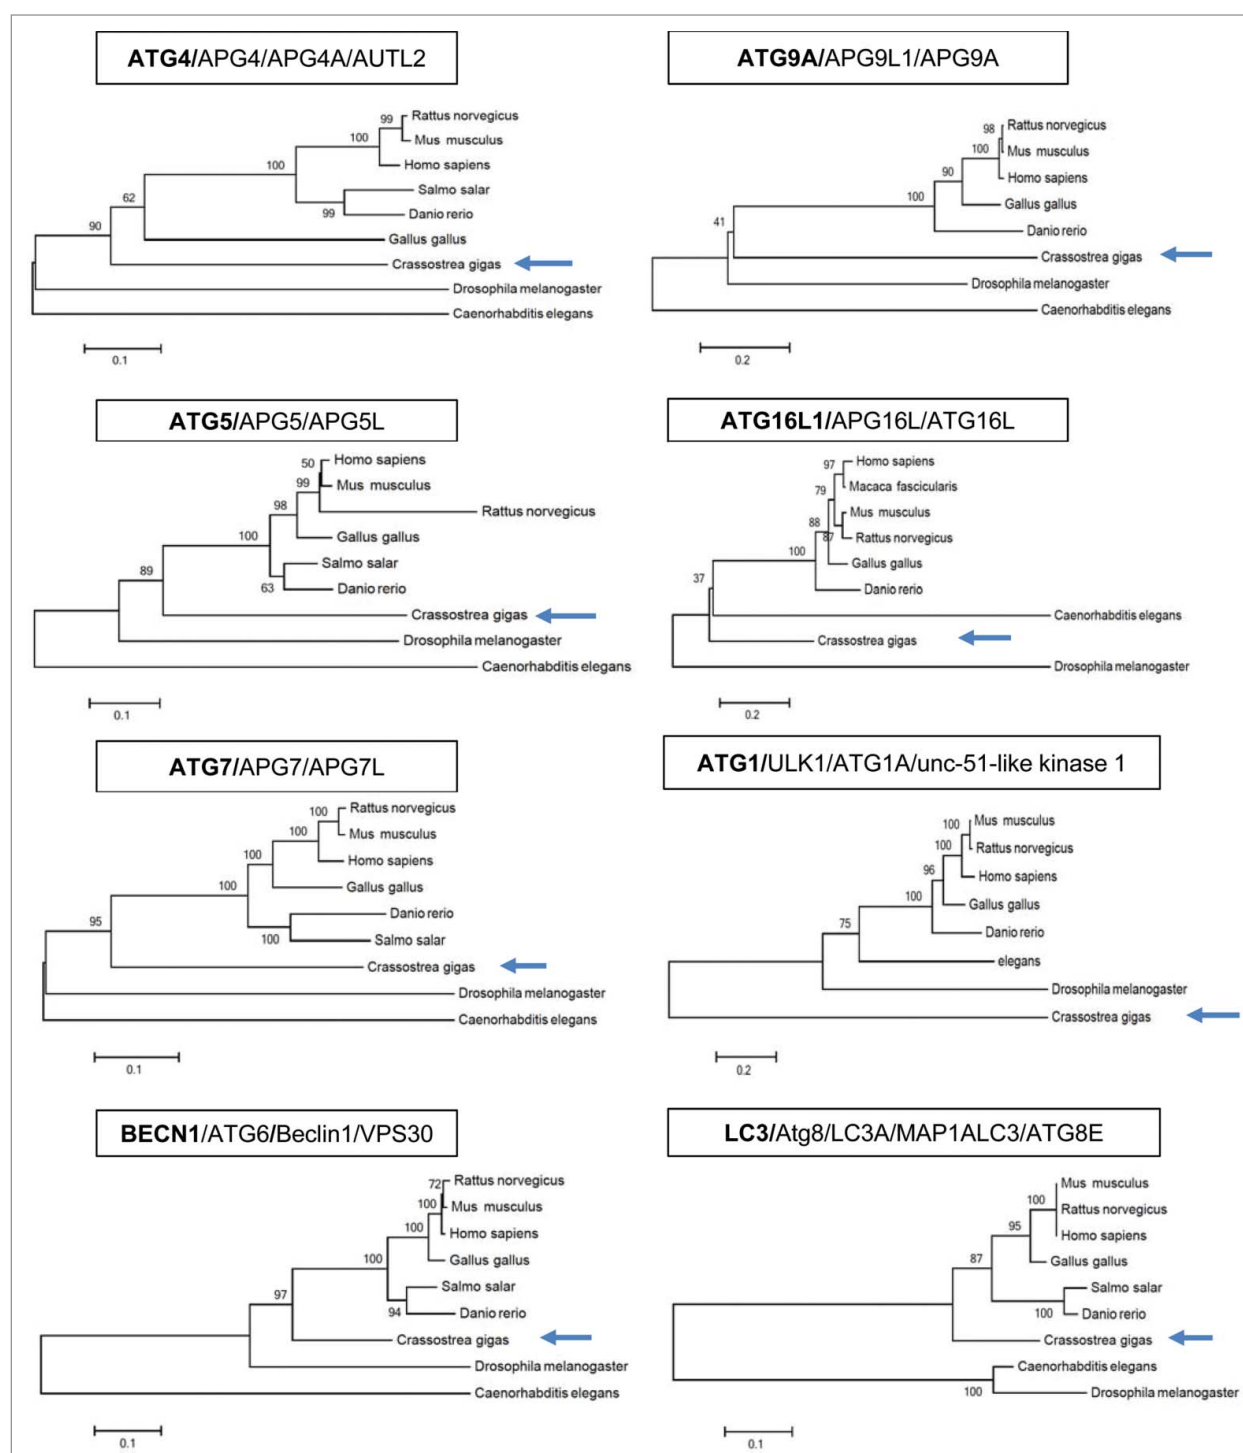 ATG4/APG4/APG4A/AUTL2
99
Rattus norvegicus
100
Mus musculus
100
Homo sapiens
Salmo salar
62
99
Danio rerio
90
Gallus gallus
Crassostrea gigas
Drosophila melanogaster
Caenorhabditis elegans
0.1
ATG9A/APG9L1/APG9A
98
Rattus norvegicus
100
Mus musculus
90
Homo sapiens
100
Gallus gallus
41
Danio rerio
Crassostrea gigas
Drosophila melanogaster
Caenorhabditis elegans
0.2
ATG5/APG5/APG5L
50
Homo sapiens
99
Mus musculus
98
Rattus norvegicus
100
Gallus gallus
Salmo salar
89
63
Danio rerio
Crassostrea gigas
Drosophila melanogaster
Caenorhabditis elegans
0.1
ATG16L1/APG16L/ATG16L
97
Homo sapiens
79
Macaca fascicularis
Mus musculus
88
87
Rattus norvegicus
100
Gallus gallus
37
Danio rerio
Caenorhabditis elegans
Crassostrea gigas
Drosophila melanogaster
0.2
ATG7/APG7/APG7L
100
Rattus norvegicus
100
Mus musculus
100
Homo sapiens
100
Gallus gallus
Danio rerio
95
100
Salmo salar
Crassostrea gigas
Drosophila melanogaster
Caenorhabditis elegans
0.1
ATG1/ULK1/ATG1A/unc-51-like kinase 1
100
Mus musculus
100
Rattus norvegicus
96
Homo sapiens
100
Gallus gallus
75
Danio rerio
elegans
Drosophila melanogaster
Crassostrea gigas
0.2
BECN1/ATG6/Beclin1/VPS30
72
Rattus norvegicus
100
Mus musculus
100
Homo sapiens
100
Gallus gallus
Salmo salar
97
94
Danio rerio
Crassostrea gigas
Drosophila melanogaster
Caenorhabditis elegans
0.1
LC3/Atg8/LC3A/MAP1ALC3/ATG8E
Mus musculus
100
Rattus norvegicus
95
Homo sapiens
87
Gallus gallus
Salmo salar
100
Danio rerio
Crassostrea gigas
Caenorhabditis elegans
100
Drosophila melanogaster
0.1